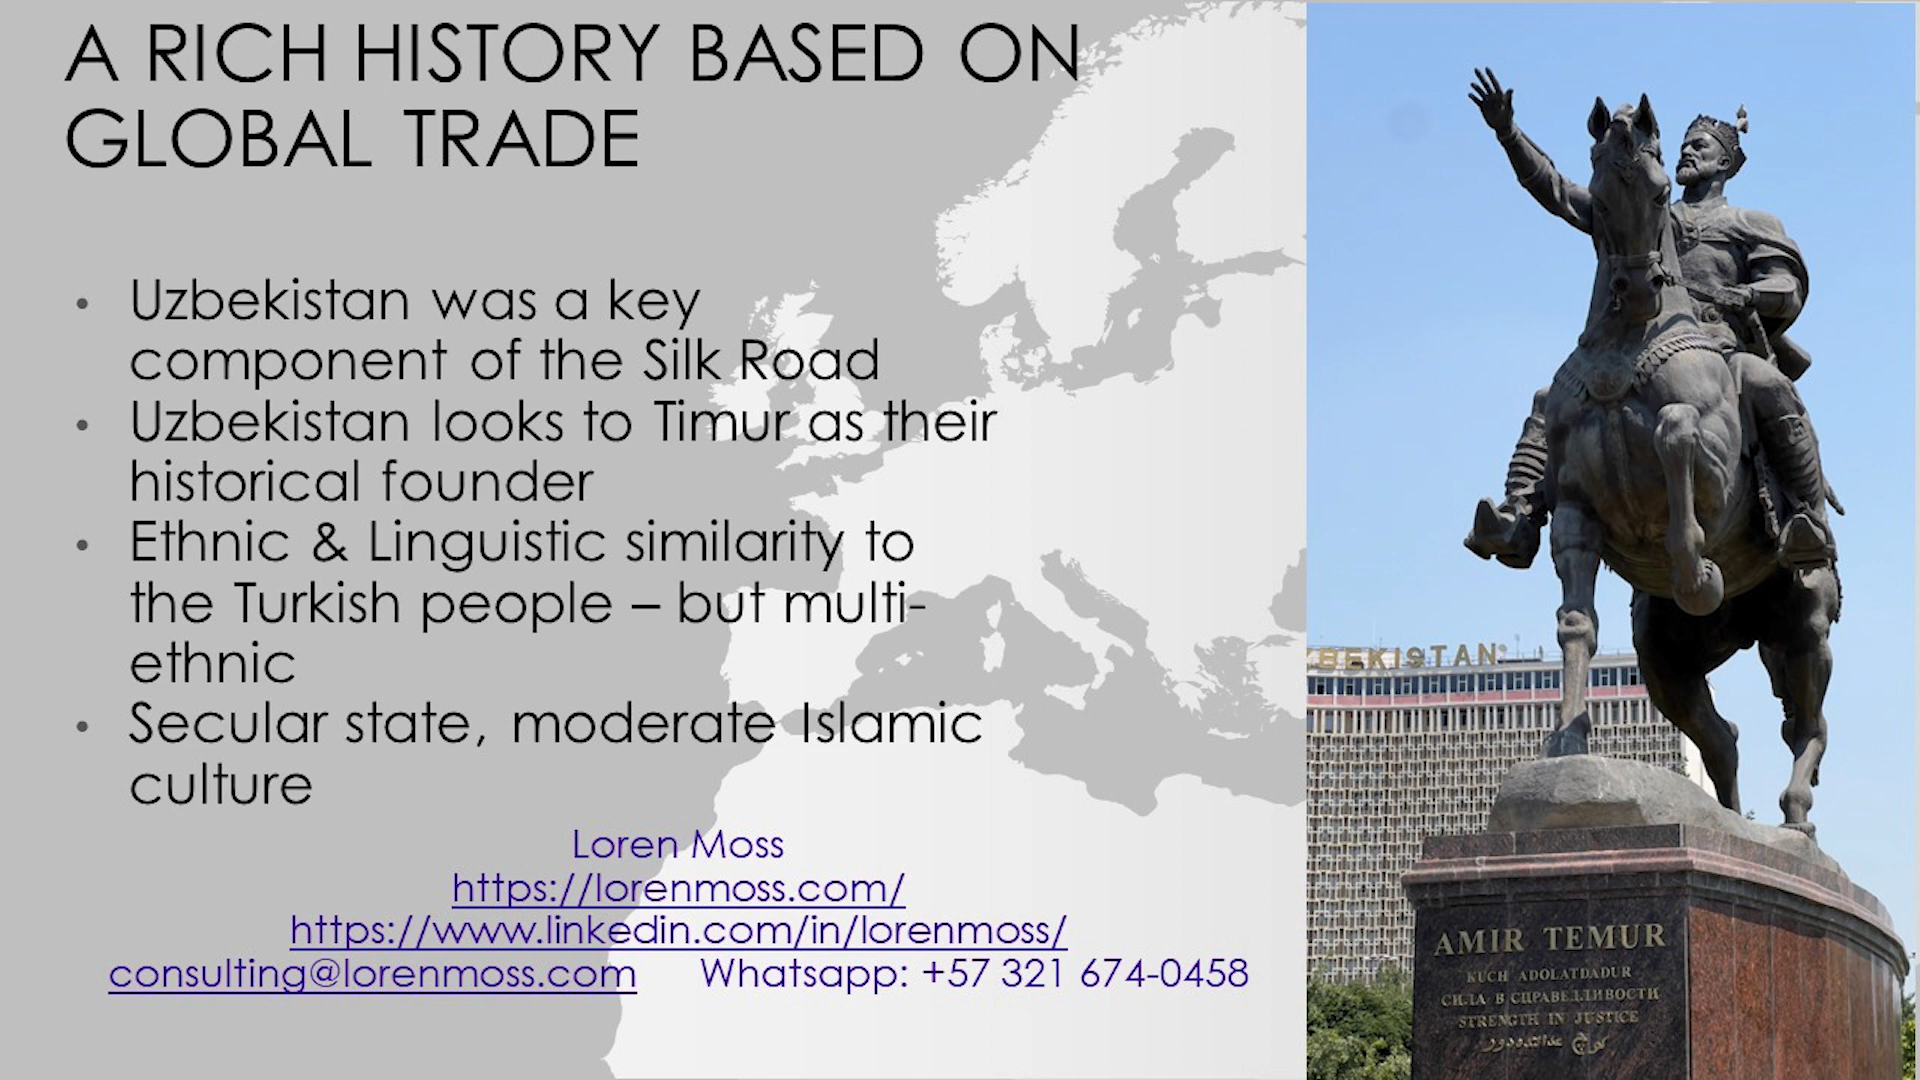 A RICH HISTORY BASED ON
GLOBAL TRADE
• Uzbekistan was a key
component of the Silk Road
• Uzbekistan looks to Timur as their
historical founder
• Ethnic & Linguistic similarity to
the Turkish people – but multi-
ethnic
• Secular state, moderate Islamic
culture
Loren Moss
https://lorenmoss.com/
https://www.linkedin.com/in/lorenmoss/
consulting@lorenmoss.com Whatsapp: +57 321 674-0458
ZBEKISTAN
AMIR TEMUR
KUCH ADOLATDADUR
СИЛА В СПРАВЕДЛИВОСТИ
STRENGTH IN JUSTICE